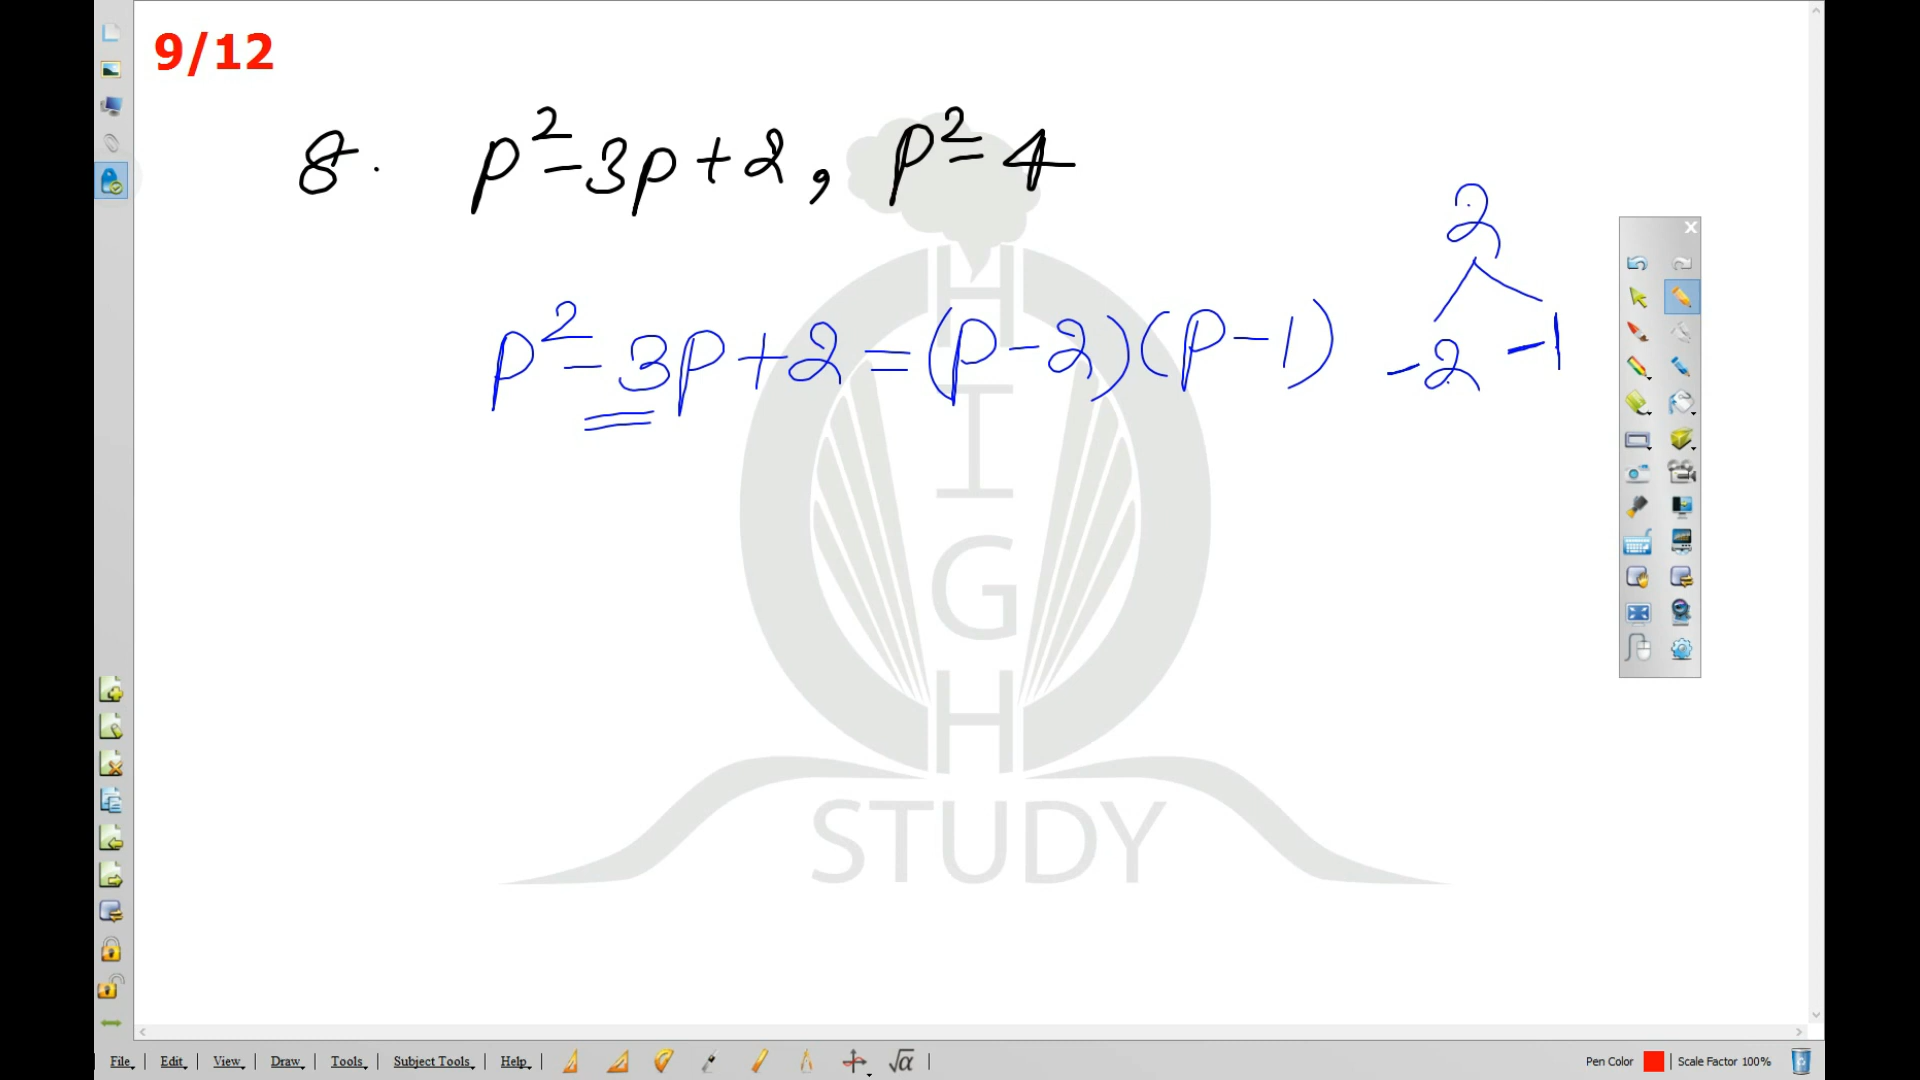 9/12
8. p²-3p+2, p²-4
2
p²-3p+2=(p-2)(p-1) -2 -1
H
I
G
H
STUDY
File Edit View Draw Tools Subject Tools Help √α Pen Color Scale Factor 100%